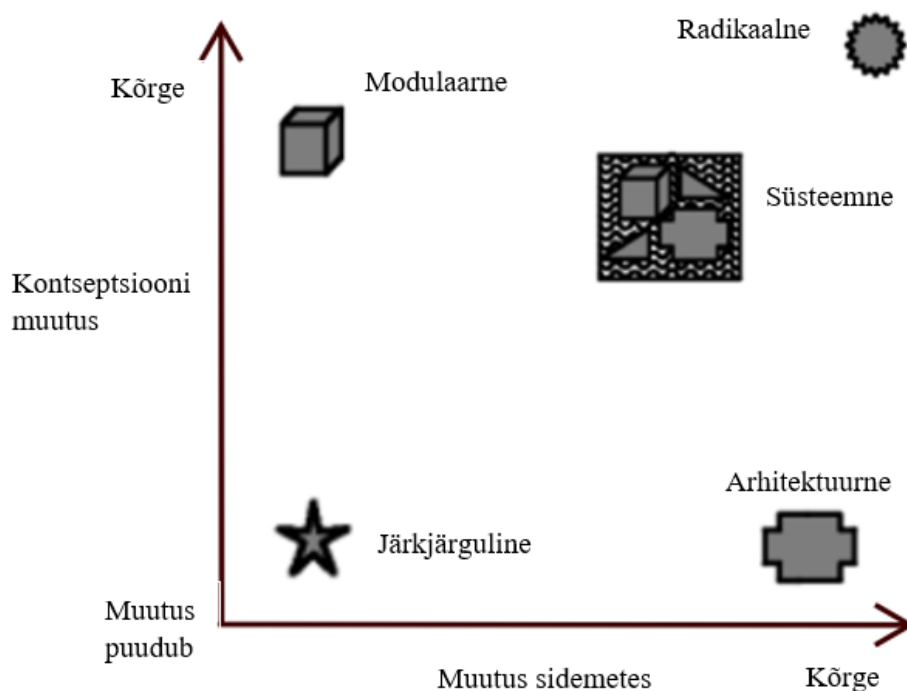 Radikaalne
Modulaarne
Kõrge
Süsteemne
Kontseptsiooni
muutus
Arhitektuurne
Järkjärguline
Muutus
puudub
Muutus sidemetes
Kõrge